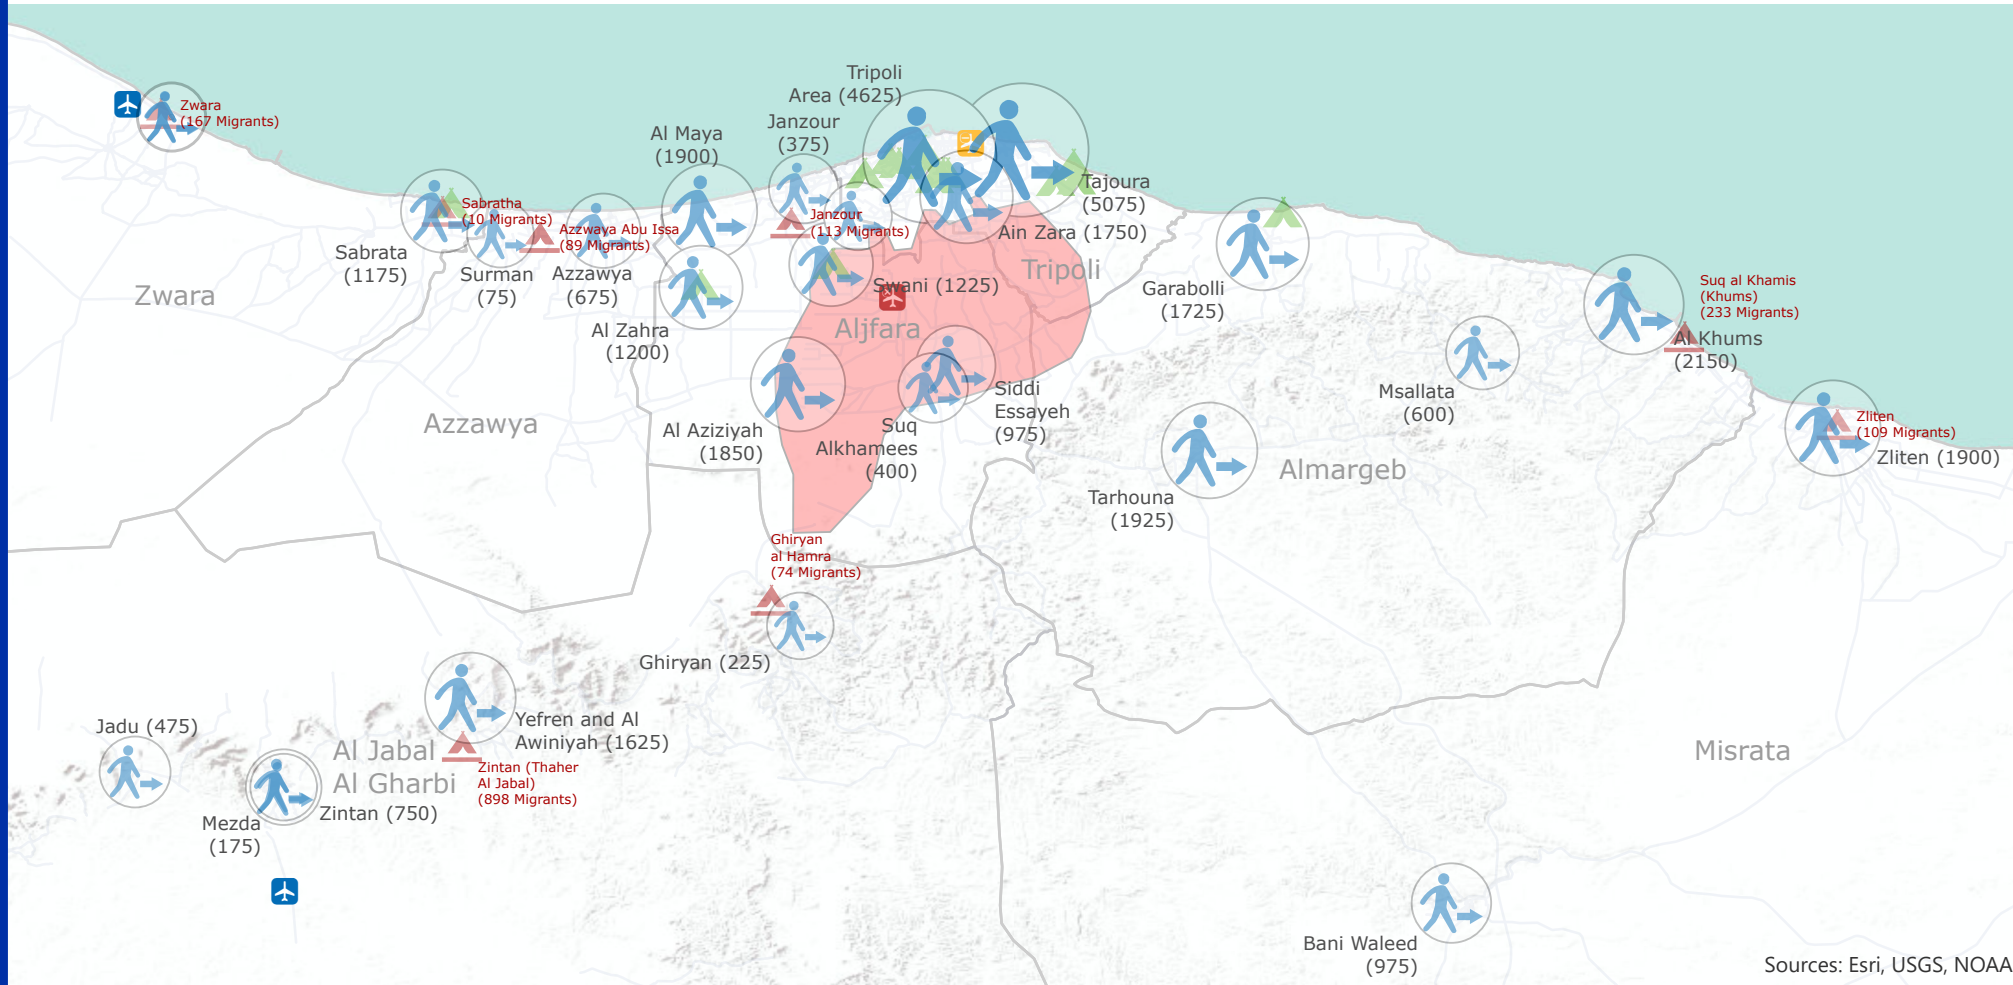 Tripoli
Area (4625)
Zwara
(167 Migrants)
Janzour
(375)
Al Maya
(1900)
Tajoura
(5075)
Sabratha
(10 Migrants)
Janzour
(113 Migrants)
Azzwaya Abu Issa
(89 Migrants)
Ain Zara (1750)
Sabrata
(1175)
Surman
(75)
Azzawya
(675)
Tripoli
Swani (1225)
Garabolli
(1725)
Suq al Khamis
(Khums)
(233 Migrants)
Zwara
Al Zahra
(1200)
Aljfara
Al Khums
(2150)
Siddi
Essayeh
(975)
Msallata
(600)
Azzawya
Al Aziziyah
(1850)
Suq
Alkhamees
(400)
Zliten
(109 Migrants)
Zliten (1900)
Almargeb
Tarhouna
(1925)
Ghiryan
al Hamra
(74 Migrants)
Ghiryan (225)
Jadu (475)
Yefren and Al
Awiniyah (1625)
Al Jabal
Al Gharbi
Zintan (Thaher
Al Jabal)
(898 Migrants)
Misrata
Zintan (750)
Mezda
(175)
Bani Waleed
(975)
Sources: Esri, USGS, NOAA